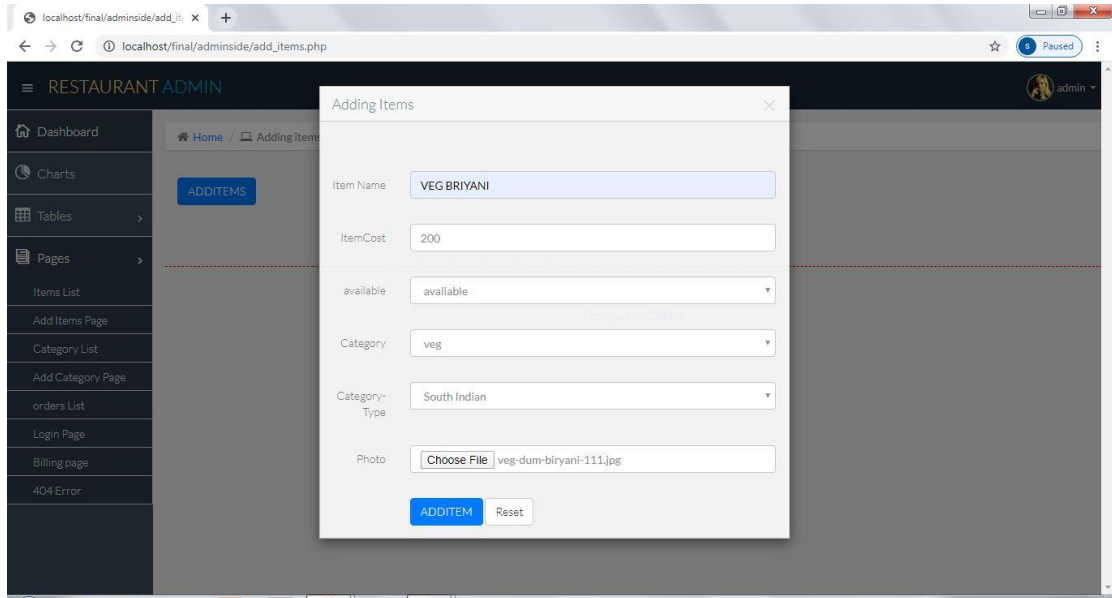 localhost/final/adminside/add_it
localhost/final/adminside/add_items.php
S Paused
RESTAURANT ADMIN
admin
Dashboard
Charts
Tables
Pages
Items List
Add Items Page
Category List
Add Category Page
orders List
Login Page
Billing page
404 Error
Home / Adding Items
ADDITEMS
Adding Items
Item Name VEG BRIYANI
ItemCost 200
available avaliable
Category veg
Category-
Type South Indian
Photo Choose File veg-dum-biryani-111.jpg
ADDITEM Reset